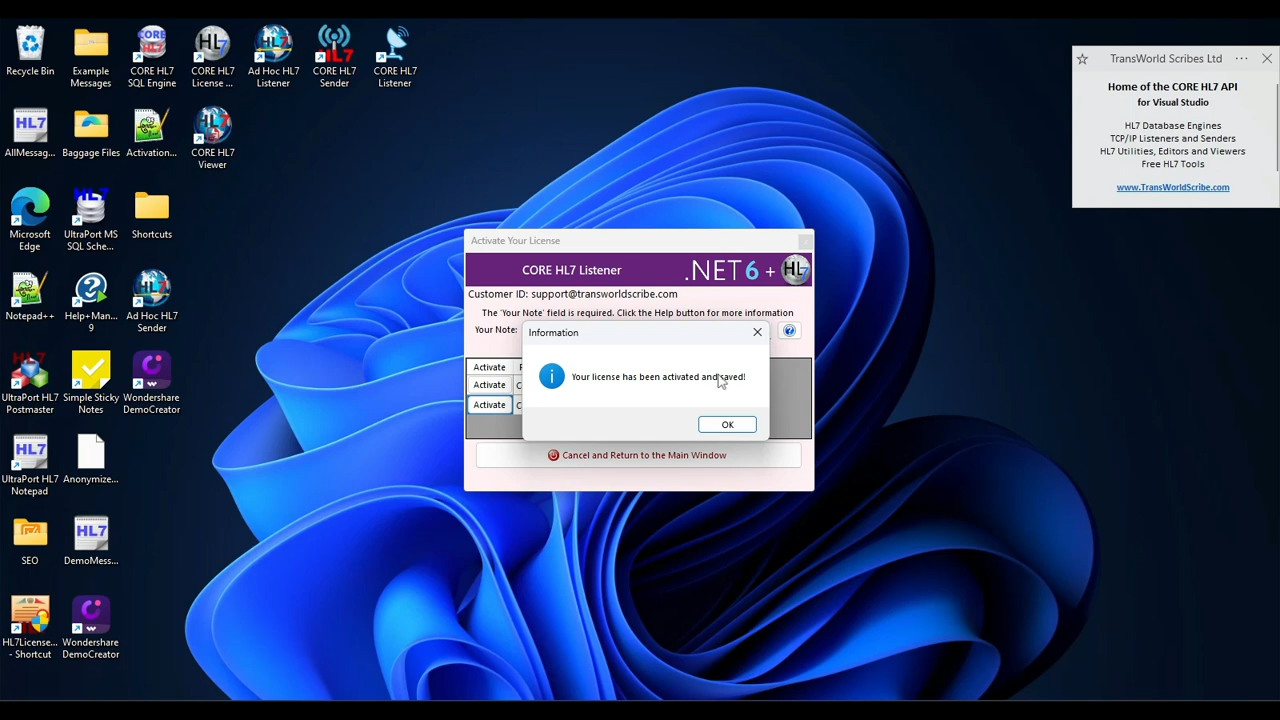 Recycle Bin
Example
Messages
CORE HL7
SQL Engine
CORE HL7
License ...
Ad Hoc HL7
Listener
CORE HL7
Sender
CORE HL7
Listener
AllMessag...
Baggage Files
Activation...
CORE HL7
Viewer
Microsoft
Edge
UltraPort MS
SQL Sche...
Shortcuts
Notepad++
Help+Man...
9
Ad Hoc HL7
Sender
UltraPort HL7
Postmaster
Simple Sticky
Notes
Wondershare
DemoCreator
UltraPort HL7
Notepad
Anonymize...
SEO
DemoMess...
HL7License...
- Shortcut
Wondershare
DemoCreator
TransWorld Scribes Ltd
Home of the CORE HL7 API
for Visual Studio
HL7 Database Engines
TCP/IP Listeners and Senders
HL7 Utilities, Editors and Viewers
Free HL7 Tools
www.TransWorldScribe.com
Activate Your License
CORE HL7 Listener
.NET 6 + HL7
Customer ID: support@transworldscribe.com
The 'Your Note' field is required. Click the Help button for more information
Your Note:
Activate
Activate
Activate
Information
Your license has been activated and saved!
OK
Cancel and Return to the Main Window